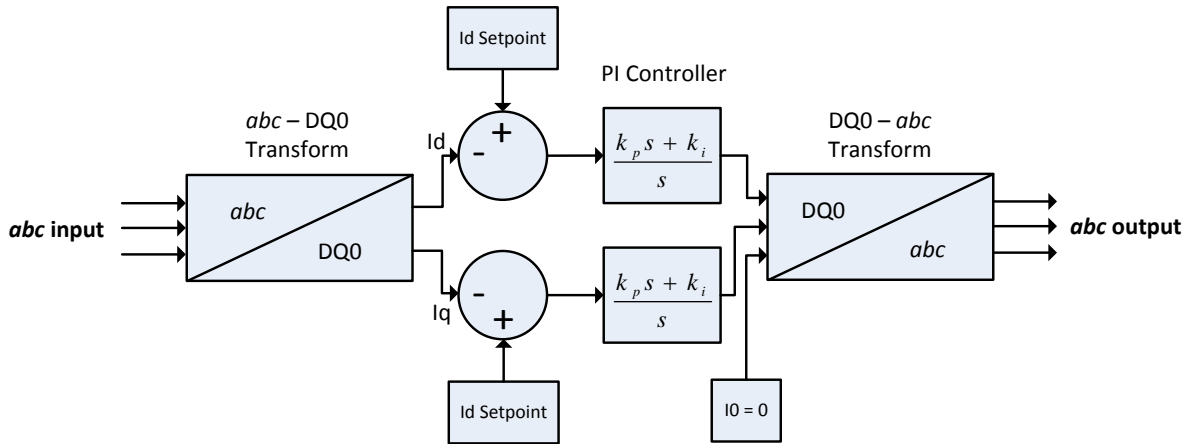 Id Setpoint
PI Controller
abc – DQ0
Transform
Id
+
-
k_p s + k_i
s
DQ0 – abc
Transform
abc input
abc
DQ0
DQ0
abc
abc output
-
+
Iq
k_p s + k_i
s
Id Setpoint
I0 = 0